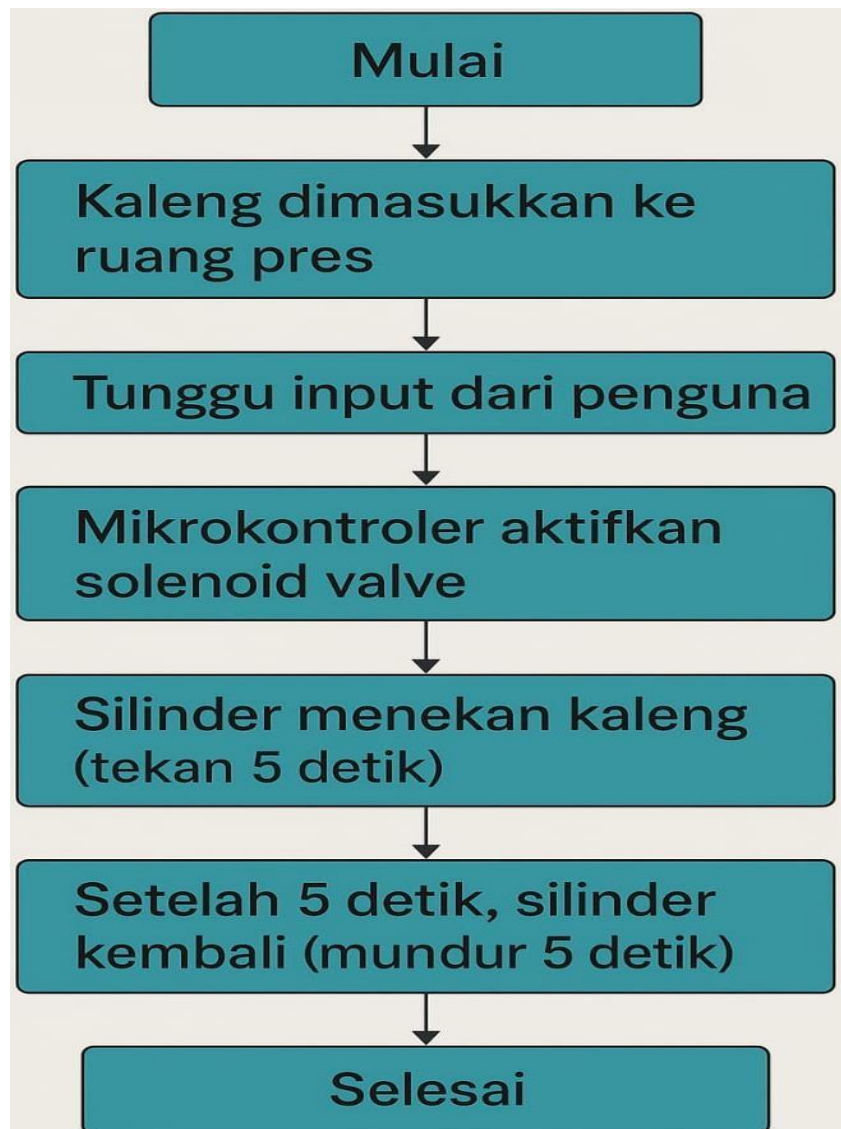 Mulai
Kaleng dimasukkan ke
ruang pres
Tunggu input dari penguna
Mikrokontroler aktifkan
solenoid valve
Silinder menekan kaleng
(tekan 5 detik)
Setelah 5 detik, silinder
kembali (mundur 5 detik)
Selesai